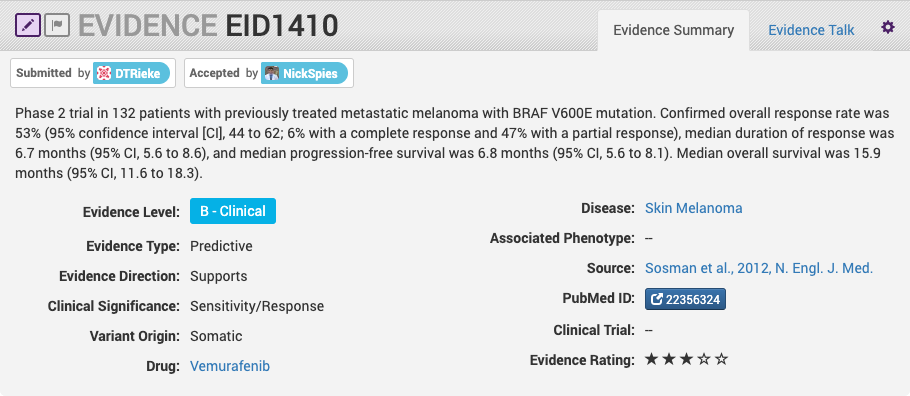 EVIDENCE EID1410
Evidence Summary
Evidence Talk
Submitted by DTRieke
Accepted by NickSpies
Phase 2 trial in 132 patients with previously treated metastatic melanoma with BRAF V600E mutation. Confirmed overall response rate was
53% (95% confidence interval [CI], 44 to 62; 6% with a complete response and 47% with a partial response), median duration of response was
6.7 months (95% CI, 5.6 to 8.6), and median progression-free survival was 6.8 months (95% CI, 5.6 to 8.1). Median overall survival was 15.9
months (95% CI, 11.6 to 18.3).
Evidence Level: B - Clinical
Evidence Type: Predictive
Evidence Direction: Supports
Clinical Significance: Sensitivity/Response
Variant Origin: Somatic
Drug: Vemurafenib
Disease: Skin Melanoma
Associated Phenotype: --
Source: Sosman et al., 2012, N. Engl. J. Med.
PubMed ID: 22356324
Clinical Trial: --
Evidence Rating: ★★★☆☆